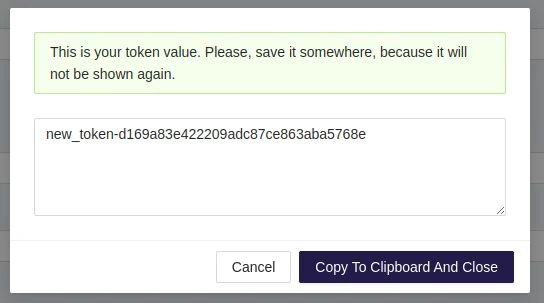 This is your token value. Please, save it somewhere, because it will
not be shown again.
new_token-d169a83e422209adc87ce863aba5768e
Cancel
Copy To Clipboard And Close